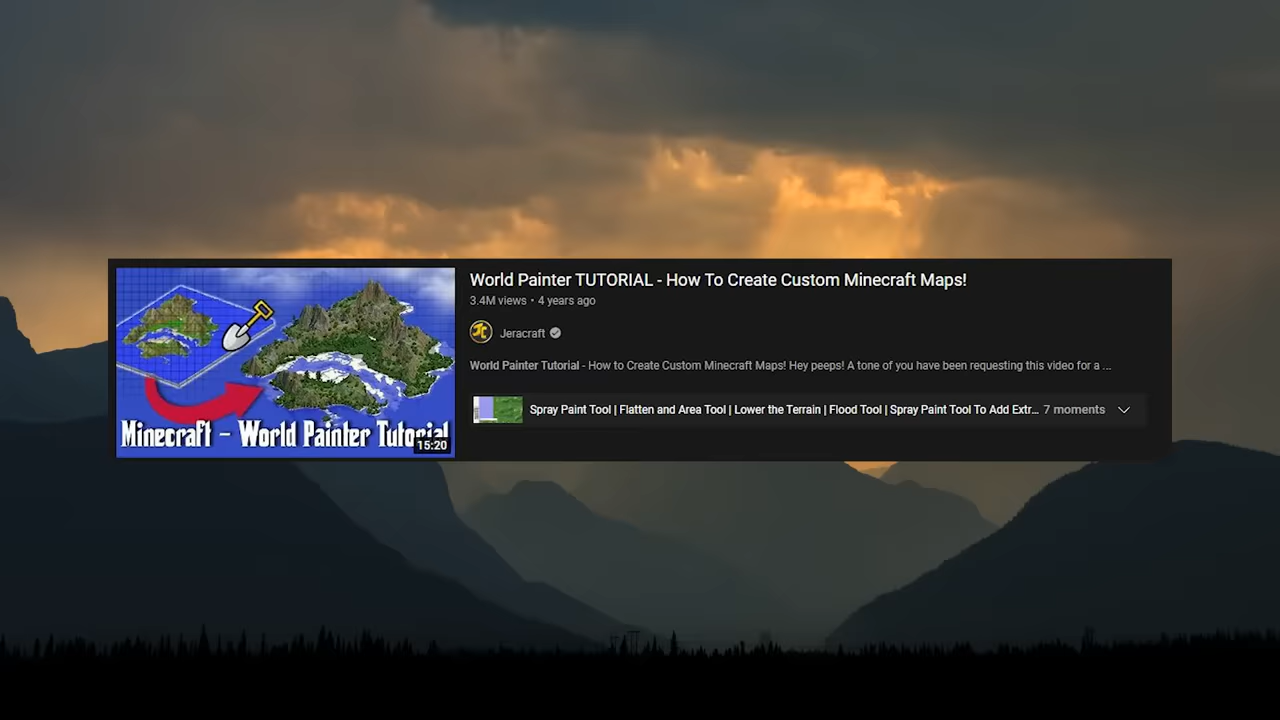 World Painter TUTORIAL - How To Create Custom Minecraft Maps!
3.4M views • 4 years ago
Jeracraft
World Painter Tutorial - How to Create Custom Minecraft Maps! Hey peeps! A tone of you have been requesting this video for a ...
Spray Paint Tool | Flatten and Area Tool | Lower the Terrain | Flood Tool | Spray Paint Tool To Add Extr... 7 moments
Minecraft - World Painter Tutorial
15:20